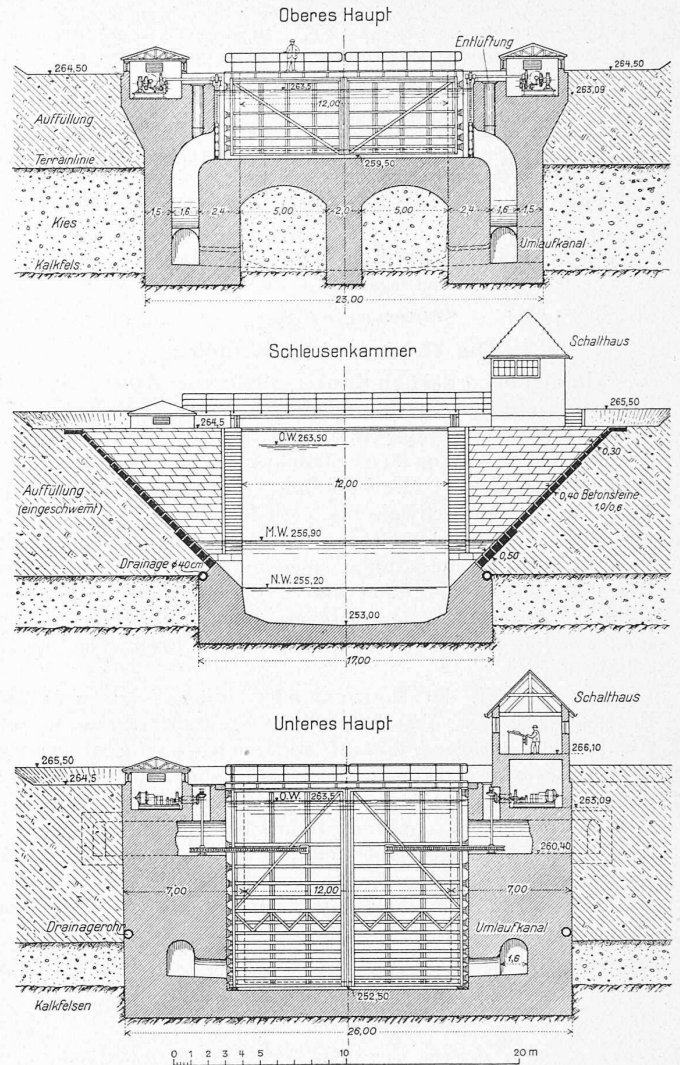 Oberes Haupt
Entlüftung
264,50
264,50
263,5
12,00
263,09
Auffüllung
Terrainlinie
259,50
1,5 1,6 2,4 5,00 2,0 5,00 2,4 1,6 1,5
Kies
Umlaufkanal
Kalkfels
23,00
Schleusenkammer
Schalthaus
265,50
264,5
O.W. 263,50
0,30
12,00
Auffüllung
(eingeschwemt)
0,40 Betonsteine
1,0/0,6
M.W. 256,90
Drainage φ 40cm
0,50
N.W. 255,20
253,00
17,00
Unteres Haupt
Schalthaus
265,50
266,10
264,5
O.W. 263,5
263,09
260,40
7,00 12,00 7,00
Drainagerohr
Umlaufkanal
1,6
252,50
Kalkfelsen
26,00
0 1 2 3 4 5 10 20 m